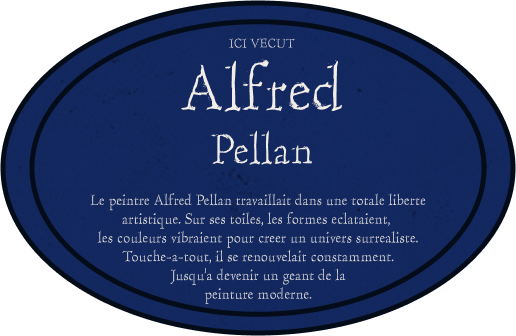 ICI VECUT
Alfred
Pellan
Le peintre Alfred Pellan travaillait dans une totale liberte
artistique. Sur ses toiles, les formes eclataient,
les couleurs vibraient pour creer un univers surrealiste.
Touche-a-tout, il se renouvelait constamment.
Jusqu'a devenir un geant de la
peinture moderne.